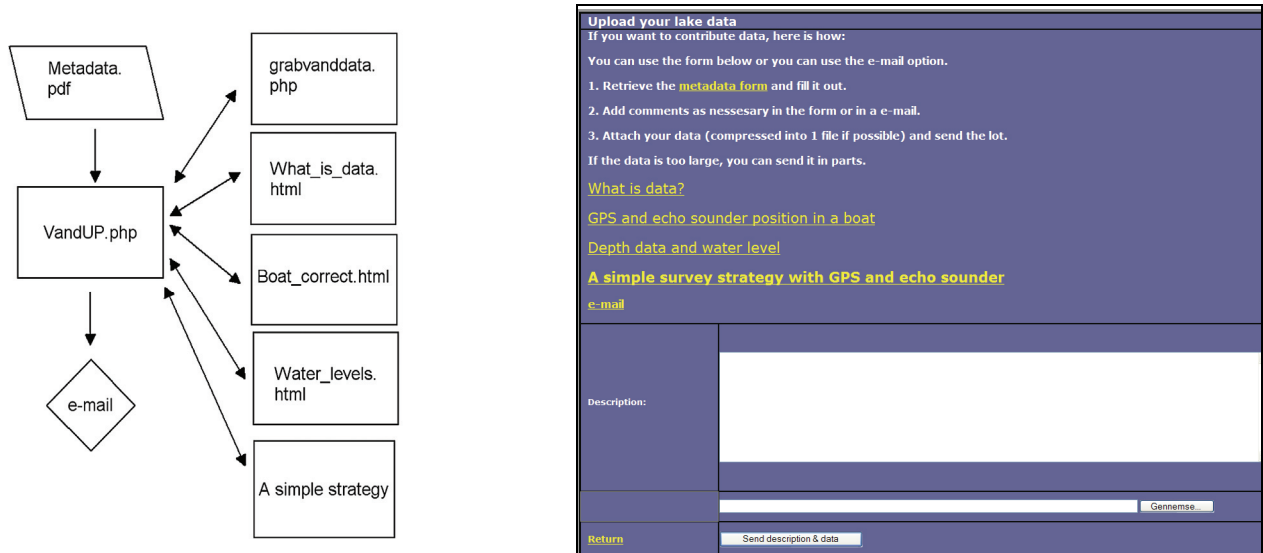 Metadata.
pdf
VandUP.php
e-mail
grabvanddata.
php
What_is_data.
html
Boat_correct.html
Water_levels.
html
A simple strategy
Upload your lake data
If you want to contribute data, here is how:
You can use the form below or you can use the e-mail option.
1. Retrieve the metadata form and fill it out.
2. Add comments as nessesary in the form or in a e-mail.
3. Attach your data (compressed into 1 file if possible) and send the lot.
If the data is too large, you can send it in parts.
What is data?
GPS and echo sounder position in a boat
Depth data and water level
A simple survey strategy with GPS and echo sounder
e-mail
Description:
Gennemse...
Return
Send description & data